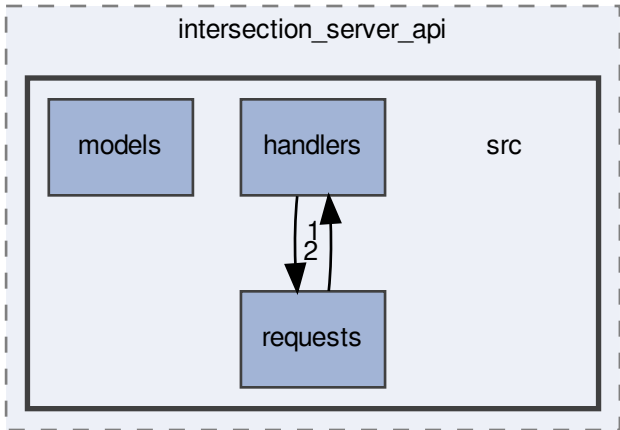 intersection_server_api
models
handlers
src
1
2
requests